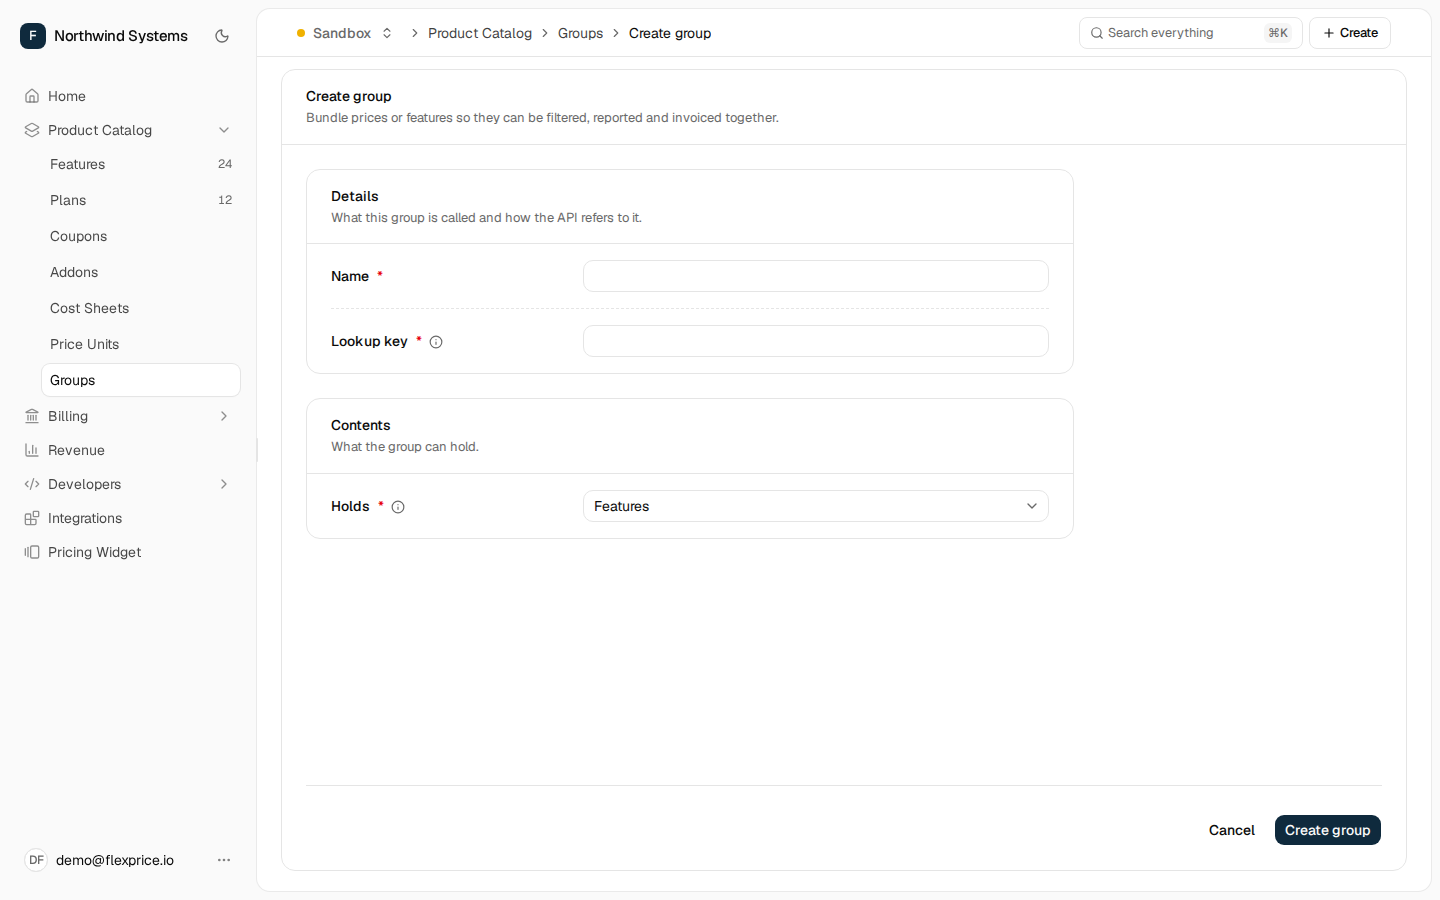 F Northwind Systems
Home
Product Catalog
Features 24
Plans 12
Coupons
Addons
Cost Sheets
Price Units
Groups
Billing
Revenue
Developers
Integrations
Pricing Widget
DF demo@flexprice.io
Sandbox Product Catalog Groups Create group
Search everything ⌘K
Create
Create group
Bundle prices or features so they can be filtered, reported and invoiced together.
Details
What this group is called and how the API refers to it.
Name *
Lookup key *
Contents
What the group can hold.
Holds * Features
Cancel Create group